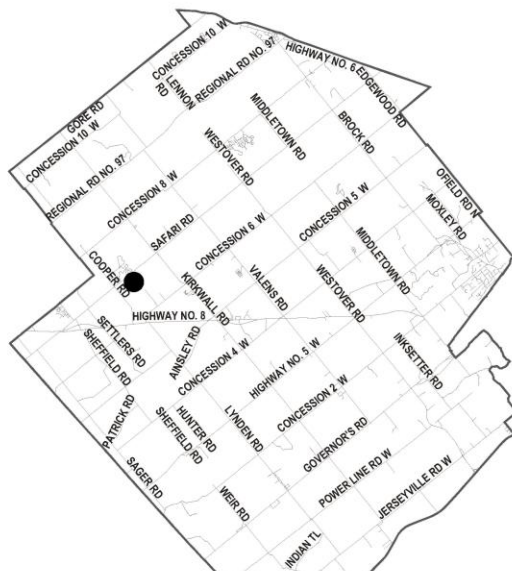 CONCESSION 10 W
HIGHWAY NO. 6
LENNON
RD
REGIONAL RD NO. 97
EDGEWOOD RD
GORE RD
MIDDLETOWN RD
BROCK RD
CONCESSION 10 W
WESTOVER RD
REGIONAL RD NO. 97
OFIELD RD N
MOXLEY RD
CONCESSION 8 W
SAFARI RD
CONCESSION 6 W
CONCESSION 5 W
MIDDLETOWN RD
COOPER RD
KIRKWALL RD
VALENS RD
WESTOVER RD
HIGHWAY NO. 8
SETTLERS RD
SHEFFIELD RD
AINSLEY RD
CONCESSION 4 W
HIGHWAY NO. 5 W
INKSETTER RD
CONCESSION 2 W
PATRICK RD
HUNTER RD
SHEFFIELD RD
LYNDEN RD
GOVERNOR'S RD
SAGER RD
POWER LINE RD W
JERSEYVILLE RD W
WEIR RD
INDIAN TL